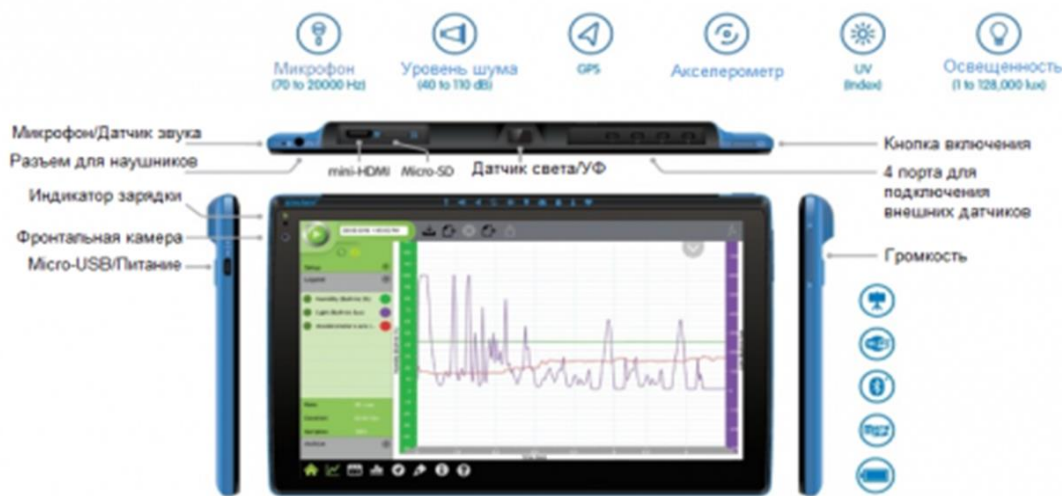 Микрофон
(70 to 20000 Hz)
Уровень шума
(40 to 110 dB)
GPS
Акселерометр
UV
(Index)
Освещенность
(1 to 128,000 lux)
Микрофон/Датчик звука
Разъем для наушников
mini-HDMI
Micro-SD
Датчик света/УФ
Кнопка включения
4 порта для
подключения
внешних датчиков
Индикатор зарядки
Фронтальная камера
Micro-USB/Питание
Громкость
Setup
Legend